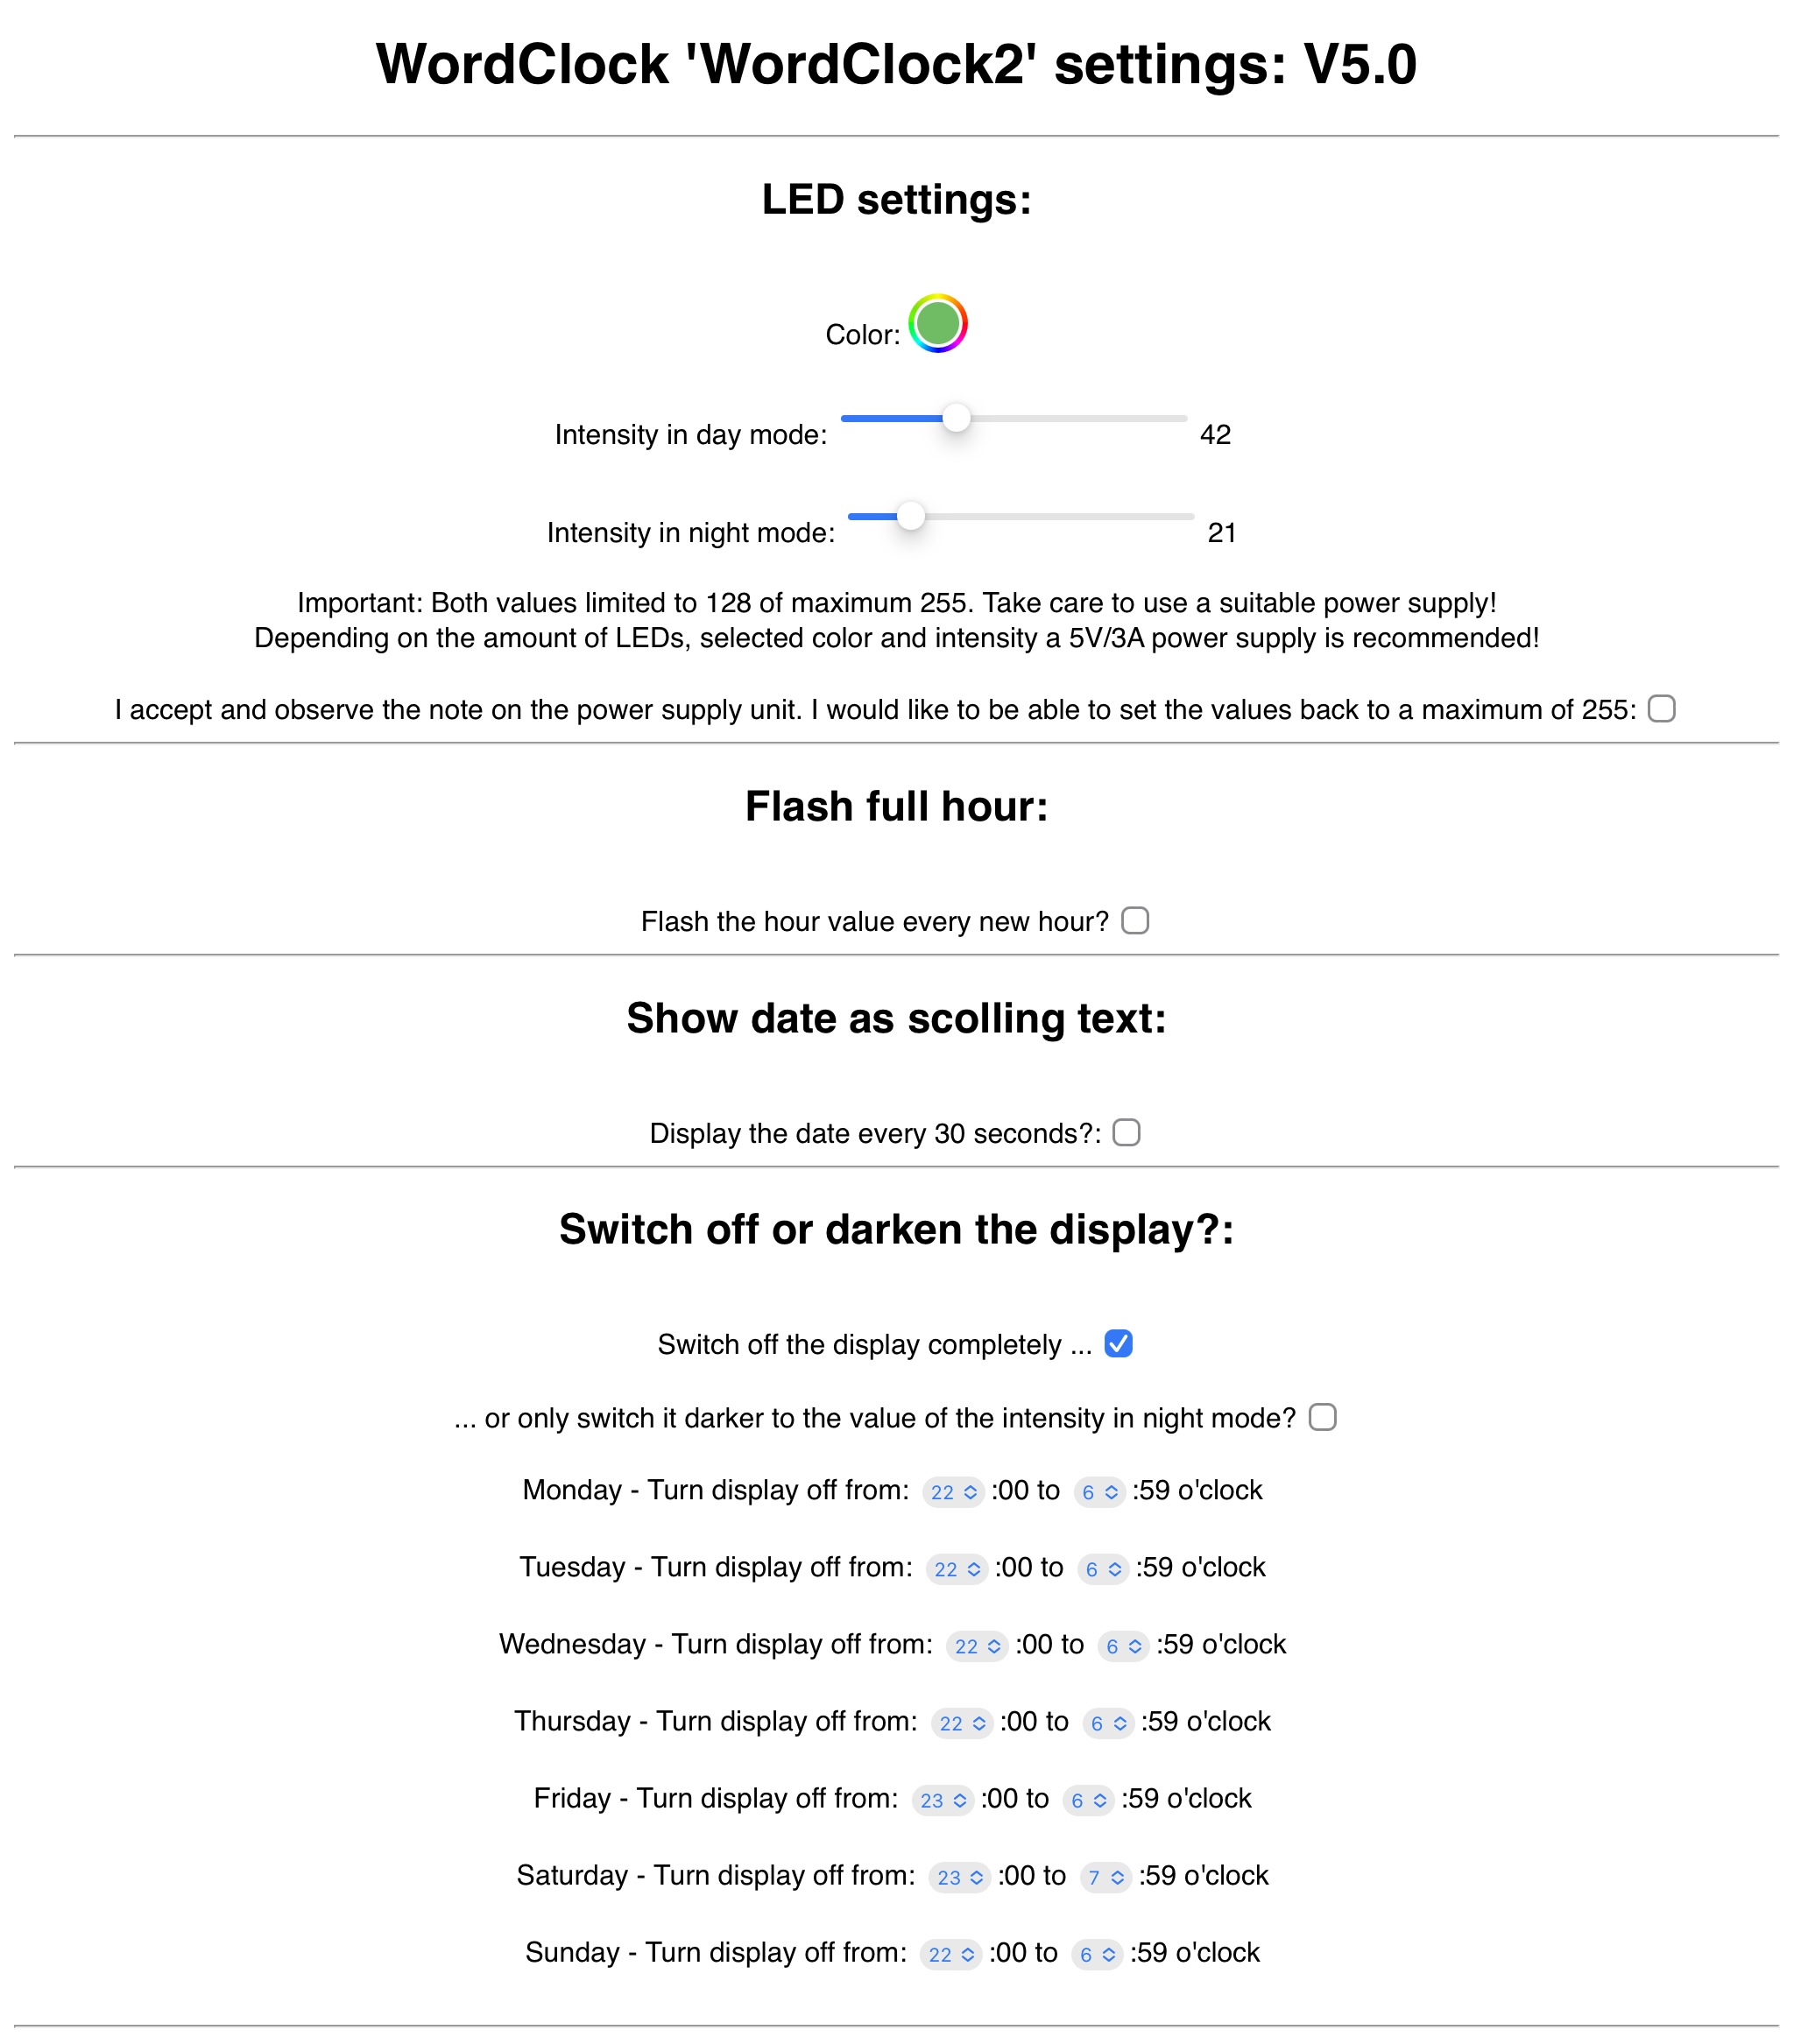 WordClock 'WordClock2' settings: V5.0
LED settings:
Color:
Intensity in day mode: 42
Intensity in night mode: 21
Important: Both values limited to 128 of maximum 255. Take care to use a suitable power supply!
Depending on the amount of LEDs, selected color and intensity a 5V/3A power supply is recommended!
I accept and observe the note on the power supply unit. I would like to be able to set the values back to a maximum of 255:
Flash full hour:
Flash the hour value every new hour?
Show date as scolling text:
Display the date every 30 seconds?:
Switch off or darken the display?:
Switch off the display completely ...
... or only switch it darker to the value of the intensity in night mode?
Monday - Turn display off from: 22 :00 to 6 :59 o'clock
Tuesday - Turn display off from: 22 :00 to 6 :59 o'clock
Wednesday - Turn display off from: 22 :00 to 6 :59 o'clock
Thursday - Turn display off from: 22 :00 to 6 :59 o'clock
Friday - Turn display off from: 23 :00 to 6 :59 o'clock
Saturday - Turn display off from: 23 :00 to 7 :59 o'clock
Sunday - Turn display off from: 22 :00 to 6 :59 o'clock